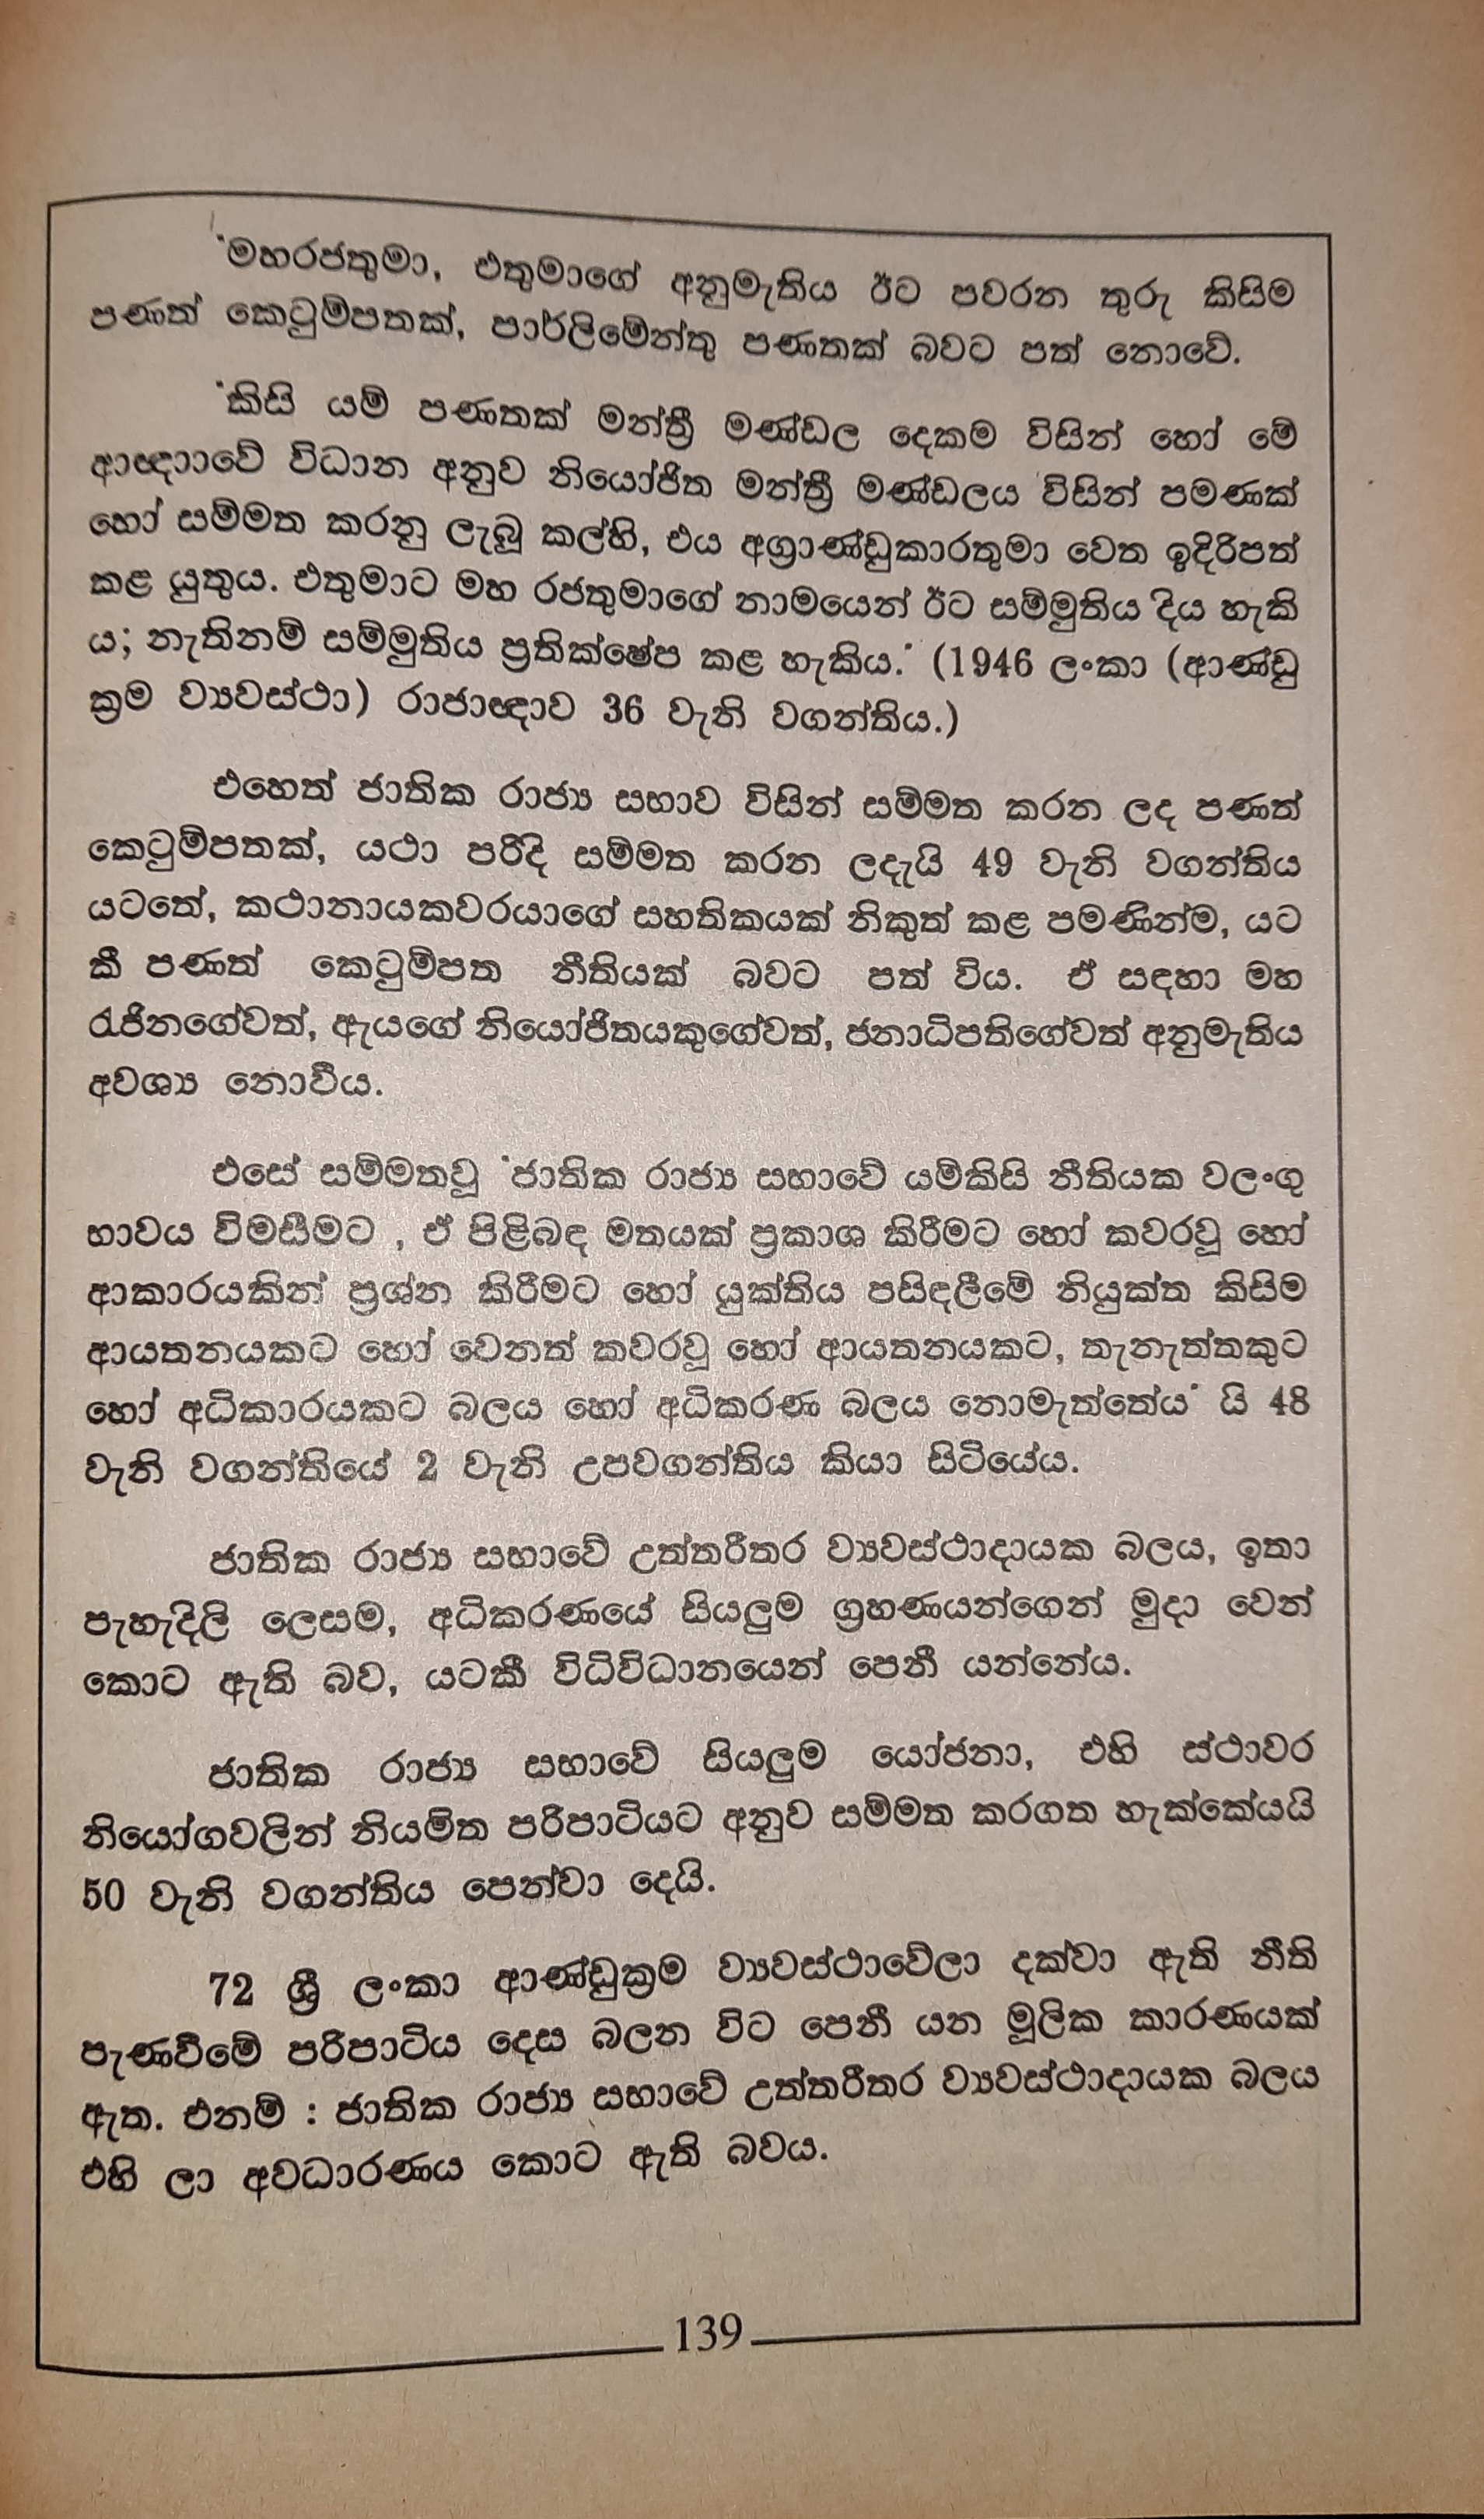 "මහරජතුමා, එතුමාගේ අනුමැතිය ඊට පවරන තුරු කිසිම
පණත් කෙටුම්පතක්, පාර්ලිමේන්තු පණතක් බවට පත් නොවේ.
"කිසි යම් පණතක් මන්ත්‍රී මණ්ඩල දෙකම විසින් හෝ මේ
ආඥාාවේ විධාන අනුව නියෝජිත මන්ත්‍රී මණ්ඩලය විසින් පමණක්
හෝ සම්මත කරනු ලැබූ කල්හි, එය අග්‍රාණ්ඩුකාරතුමා වෙත ඉදිරිපත්
කළ යුතුය. එතුමාට මහ රජතුමාගේ නාමයෙන් ඊට සම්මුතිය දිය හැකි
ය; නැතිනම් සම්මුතිය ප්‍රතික්ෂේප කළ හැකිය." (1946 ලංකා (ආණ්ඩු
ක්‍රම ව්‍යවස්ථා) රාජාඥාව 36 වැනි වගන්තිය.)
එහෙත් ජාතික රාජ්‍ය සභාව විසින් සම්මත කරන ලද පණත්
කෙටුම්පතක්, යථා පරිදි සම්මත කරන ලදැයි 49 වැනි වගන්තිය
යටතේ, කථානායකවරයාගේ සහතිකයක් නිකුත් කළ පමණින්ම, යට
කී පණත් කෙටුම්පත නීතියක් බවට පත් විය. ඒ සඳහා මහ
රැජිනගේවත්, ඇයගේ නියෝජිතයකුගේවත්, ජනාධිපතිගේවත් අනුමැතිය
අවශ්‍ය නොවීය.
එසේ සම්මතවූ "ජාතික රාජ්‍ය සභාවේ යම්කිසි නීතියක වලංගු
භාවය විමසීමට , ඒ පිළිබඳ මතයක් ප්‍රකාශ කිරීමට හෝ කවරවූ හෝ
ආකාරයකින් ප්‍රශ්න කිරීමට හෝ යුක්තිය පසිඳලීමේ නියුක්ත කිසිම
ආයතනයකට හෝ වෙනත් කවරවූ හෝ ආයතනයකට, තැනැත්තකුට
හෝ අධිකාරයකට බලය හෝ අධිකරණ බලය නොමැත්තේය" යි 48
වැනි වගන්තියේ 2 වැනි උපවගන්තිය කියා සිටියේය.
ජාතික රාජ්‍ය සභාවේ උත්තරීතර ව්‍යවස්ථාදායක බලය, ඉතා
පැහැදිලි ලෙසම, අධිකරණයේ සියලුම ග්‍රහණයන්ගෙන් මුදා වෙන්
කොට ඇති බව, යටකී විධිවිධානයෙන් පෙනී යන්නේය.
ජාතික රාජ්‍ය සභාවේ සියලුම යෝජනා, එහි ස්ථාවර
නියෝගවලින් නියමිත පරිපාටියට අනුව සම්මත කරගත හැක්කේයයි
50 වැනි වගන්තිය පෙන්වා දෙයි.
72 ශ්‍රී ලංකා ආණ්ඩුක්‍රම ව්‍යවස්ථාවේලා දක්වා ඇති නීති
පැණවීමේ පරිපාටිය දෙස බලන විට පෙනී යන මූලික කාරණයක්
ඇත. එනම් : ජාතික රාජ්‍ය සභාවේ උත්තරීතර ව්‍යවස්ථාදායක බලය
එහි ලා අවධාරණය කොට ඇති බවය.
139